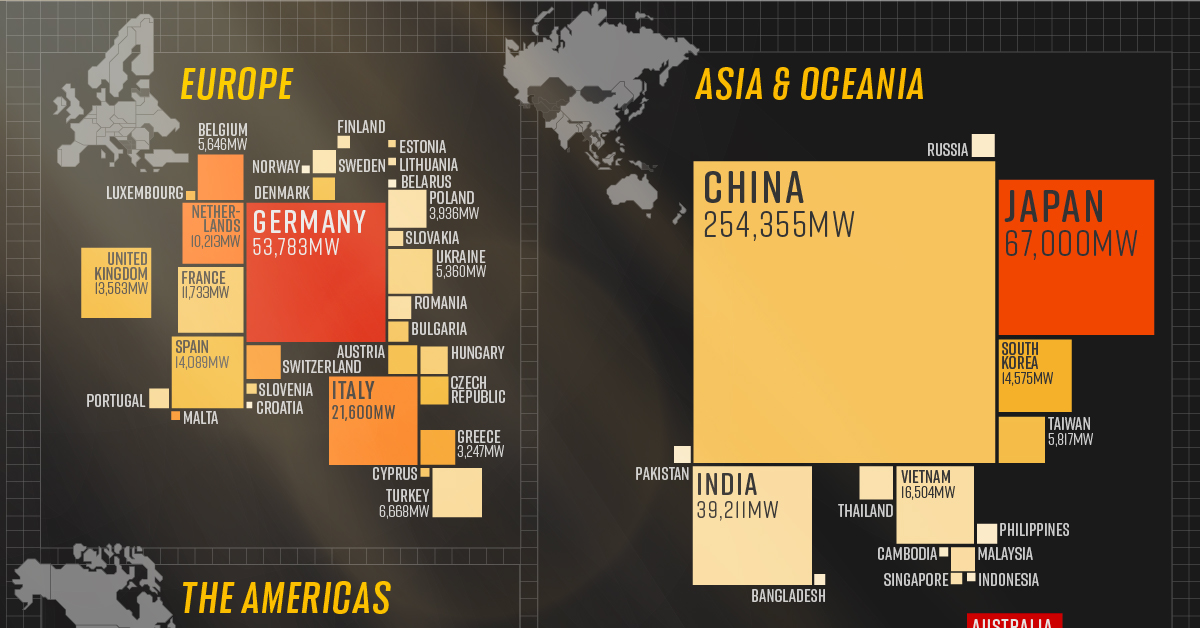 EUROPE
BELGIUM
5,646MW
FINLAND
ESTONIA
NORWAY
SWEDEN
LITHUANIA
LUXEMBOURG
DENMARK
BELARUS
POLAND
3,936MW
NETHER-
LANDS
10,213MW
GERMANY
53,783MW
SLOVAKIA
UNITED
KINGDOM
13,563MW
FRANCE
11,733MW
UKRAINE
5,360MW
ROMANIA
BULGARIA
SPAIN
14,089MW
SWITZERLAND
AUSTRIA
HUNGARY
PORTUGAL
SLOVENIA
CROATIA
MALTA
ITALY
21,600MW
CZECH
REPUBLIC
GREECE
3,247MW
CYPRUS
TURKEY
6,668MW
THE AMERICAS
ASIA & OCEANIA
RUSSIA
CHINA
254,355MW
JAPAN
67,000MW
SOUTH
KOREA
14,575MW
TAIWAN
5,817MW
PAKISTAN
INDIA
39,211MW
THAILAND
VIETNAM
16,504MW
PHILIPPINES
CAMBODIA
MALAYSIA
SINGAPORE
INDONESIA
BANGLADESH
AUSTRALIA